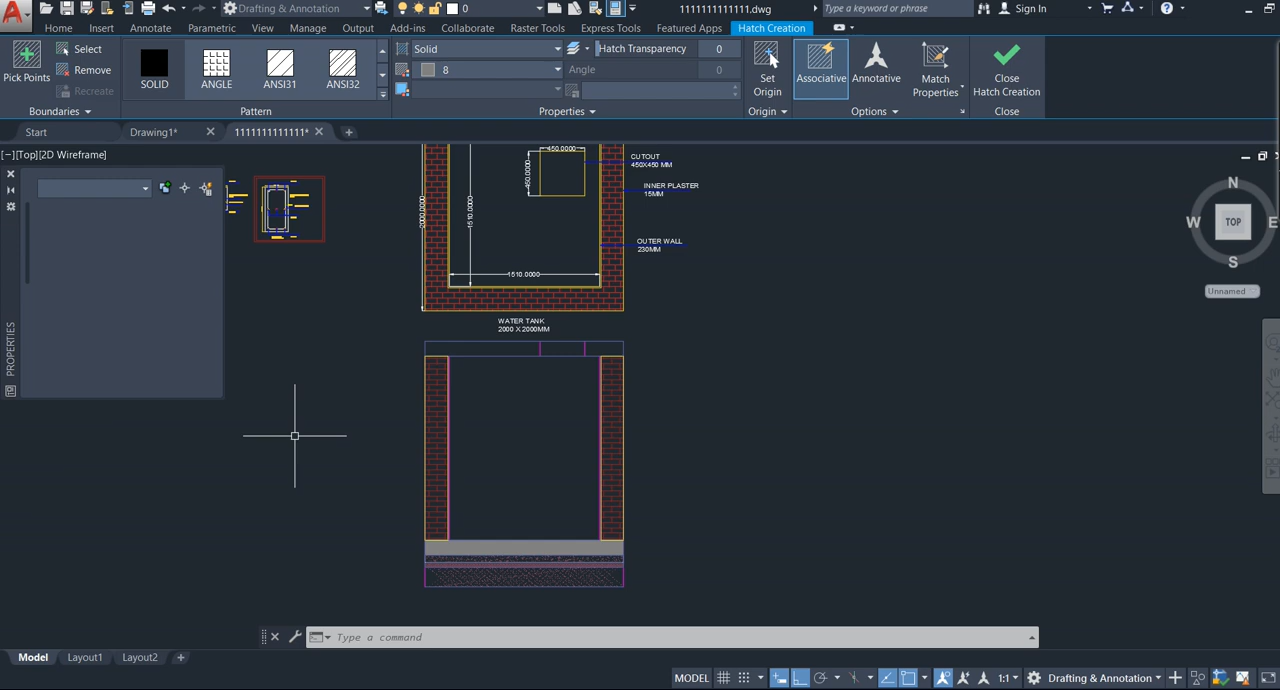 Drafting & Annotation
0
1111111111111.dwg
Type a keyword or phrase
Sign In
Home
Insert
Annotate
Parametric
View
Manage
Output
Add-ins
Collaborate
Raster Tools
Express Tools
Featured Apps
Hatch Creation
Pick Points
Select
Remove
Recreate
SOLID
ANGLE
ANSI31
ANSI32
Solid
8
Hatch Transparency
0
Angle
0
Set
Origin
Associative
Annotative
Match
Properties
Close
Hatch Creation
Boundaries
Pattern
Properties
Origin
Options
Close
Start
Drawing1*
1111111111111*
[−][Top][2D Wireframe]
PROPERTIES
450.0000
450.0000
CUTOUT
450X450 MM
INNER PLASTER
15MM
2000.0000
1510.0000
OUTER WALL
230MM
1510.0000
WATER TANK
2000 X 2000MM
N
W
TOP
E
S
Unnamed
Type a command
Model
Layout1
Layout2
MODEL
1:1
Drafting & Annotation